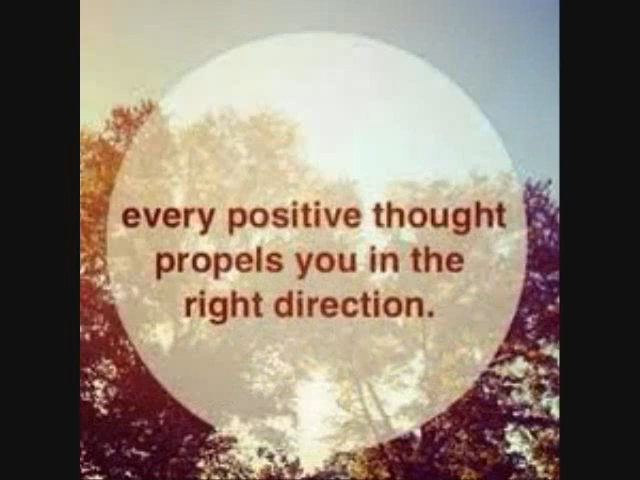 every positive thought
propels you in the
right direction.